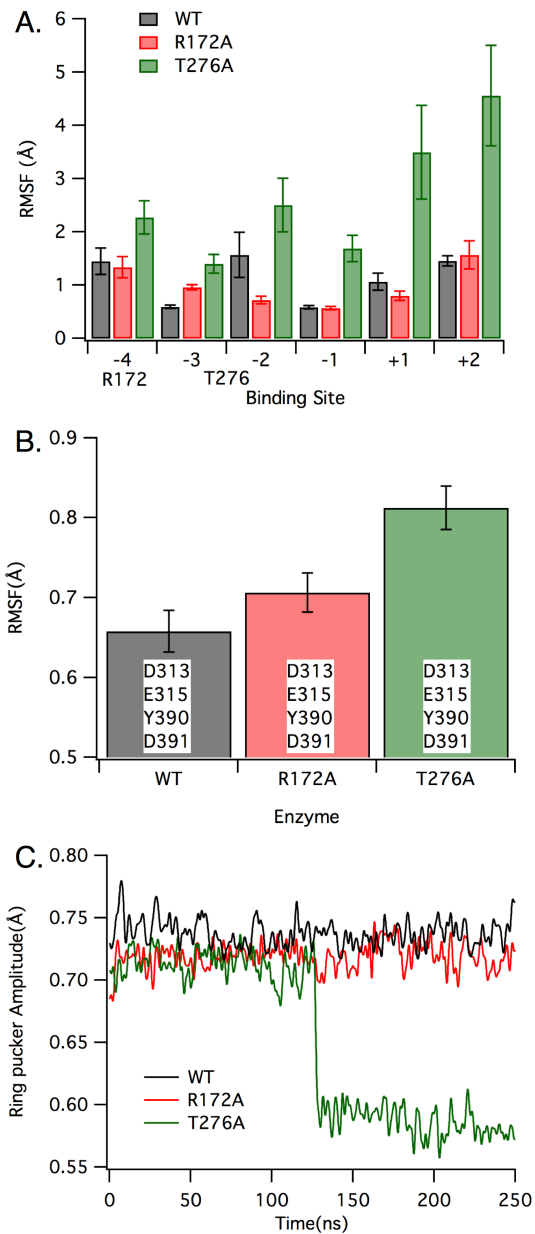 A.
WT
R172A
T276A
RMSF (Å)
6
5
4
3
2
1
0
-4 -3 -2 -1 +1 +2
R172 T276
Binding Site
B.
RMSF(Å)
0.9
0.8
0.7
0.6
0.5
D313 D313 D313
E315 E315 E315
Y390 Y390 Y390
D391 D391 D391
WT R172A T276A
Enzyme
C.
Ring pucker Amplitude(Å)
0.80
0.75
0.70
0.65
0.60
0.55
WT
R172A
T276A
0 50 100 150 200 250
Time(ns)